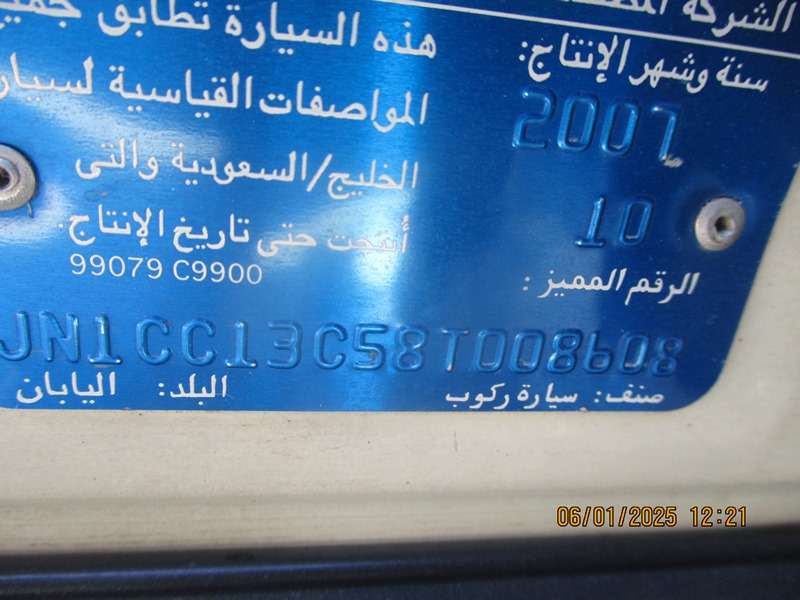 الشركة
سنة وشهر الإنتاج:
2007
10
هذه السيارة تطابق جميع
المواصفات القياسية لسيار
الخليج/السعودية والتى
أنتجت حتى تاريخ الإنتاج.
99079 C9900
الرقم المميز :
JN1CC13C58T008608
صنف: سيارة ركوب
البلد: اليابان
06/01/2025 12:21